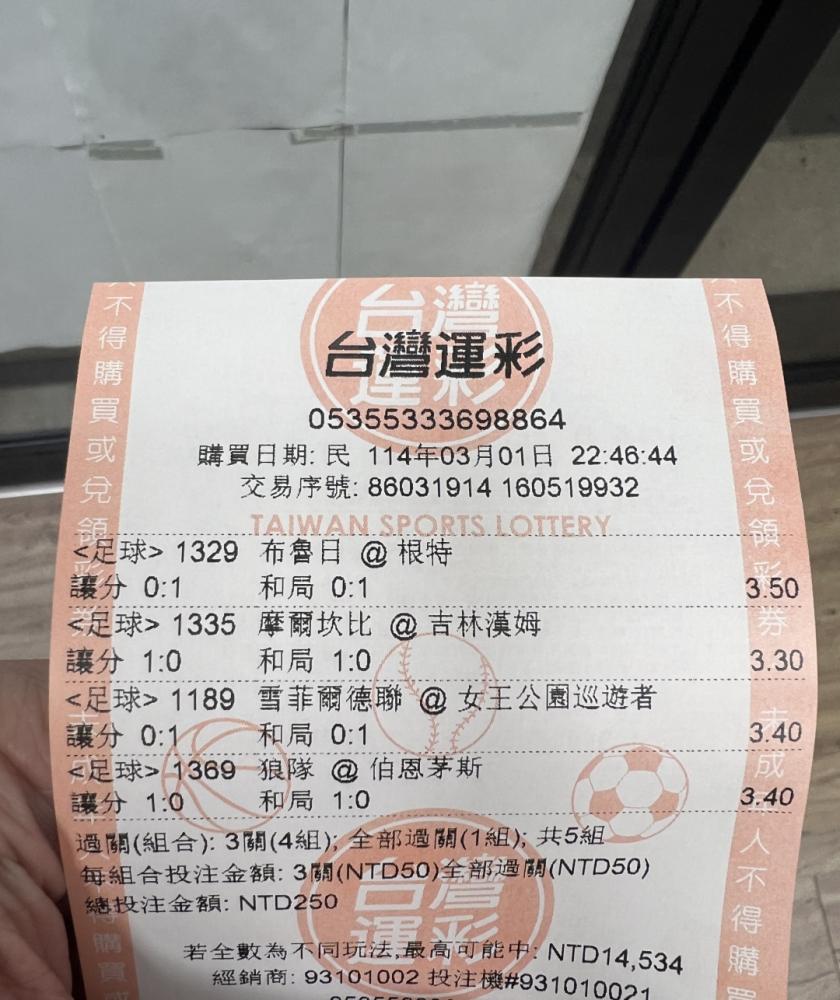 台灣運彩
05355333698864
購買日期: 民 114年03月01日 22:46:44
交易序號: 86031914 160519932
TAIWAN SPORTS LOTTERY
<足球> 1329 布魯日 @ 根特
讓分 0:1 和局 0:1 3.50
<足球> 1335 摩爾坎比 @ 吉林漢姆
讓分 1:0 和局 1:0 3.30
<足球> 1189 雪菲爾德聯 @ 女王公園巡遊者
讓分 0:1 和局 0:1 3.40
<足球> 1369 狼隊 @ 伯恩茅斯
讓分 1:0 和局 1:0 3.40
過關(組合): 3關(4組); 全部過關(1組); 共5組
每組合投注金額: 3關(NTD50)全部過關(NTD50)
總投注金額: NTD250
若全數為不同玩法,最高可能中: NTD14,534
經銷商: 93101002 投注機#931010021
不得購買或兌領彩券
不得購買或兌領彩券
台灣運彩
台灣運彩